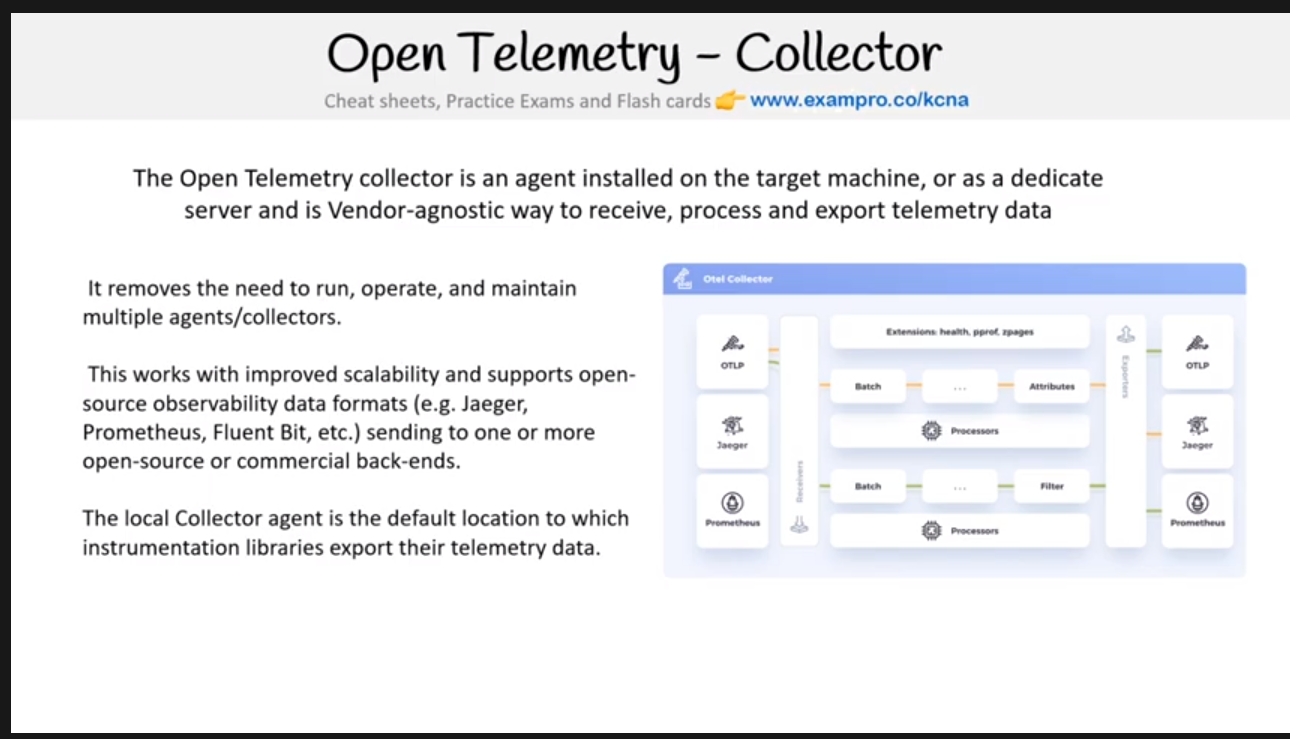 Open Telemetry – Collector
Cheat sheets, Practice Exams and Flash cards 👉 www.exampro.co/kcna
The Open Telemetry collector is an agent installed on the target machine, or as a dedicate
server and is Vendor-agnostic way to receive, process and export telemetry data
It removes the need to run, operate, and maintain
multiple agents/collectors.
This works with improved scalability and supports open-
source observability data formats (e.g. Jaeger,
Prometheus, Fluent Bit, etc.) sending to one or more
open-source or commercial back-ends.
The local Collector agent is the default location to which
instrumentation libraries export their telemetry data.
Otel Collector
OTLP
Jaeger
Prometheus
Receivers
Extensions: health, pprof, zpages
Batch
...
Attributes
Processors
Batch
...
Filter
Processors
Exporters
OTLP
Jaeger
Prometheus